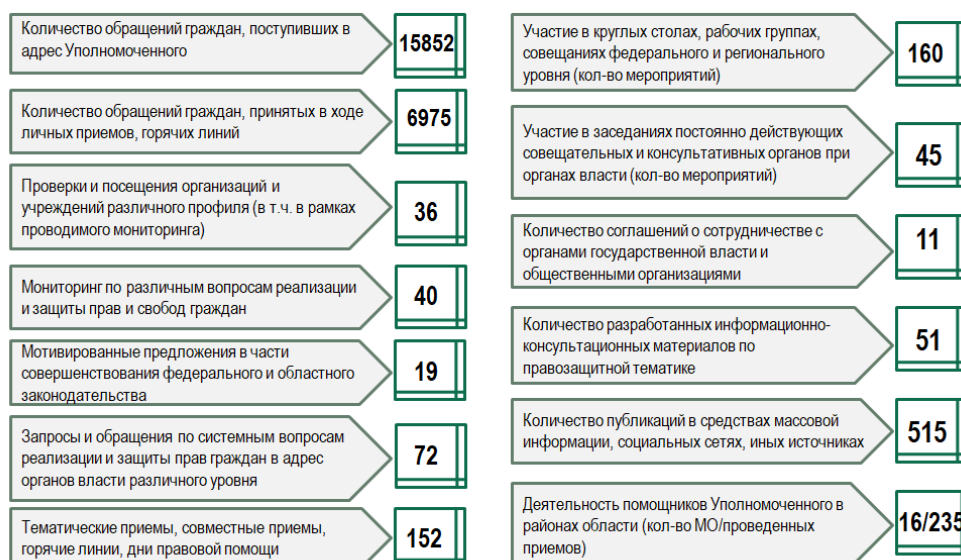 Количество обращений граждан, поступивших в
адрес Уполномоченного
15852
Количество обращений граждан, принятых в ходе
личных приемов, горячих линий
6975
Проверки и посещения организаций и
учреждений различного профиля (в т.ч. в рамках
проводимого мониторинга)
36
Мониторинг по различным вопросам реализации
и защиты прав и свобод граждан
40
Мотивированные предложения в части
совершенствования федерального и областного
законодательства
19
Запросы и обращения по системным вопросам
реализации и защиты прав граждан в адрес
органов власти различного уровня
72
Тематические приемы, совместные приемы,
горячие линии, дни правовой помощи
152
Участие в круглых столах, рабочих группах,
совещаниях федерального и регионального
уровня (кол-во мероприятий)
160
Участие в заседаниях постоянно действующих
совещательных и консультативных органов при
органах власти (кол-во мероприятий)
45
Количество соглашений о сотрудничестве с
органами государственной власти и
общественными организациями
11
Количество разработанных информационно-
консультационных материалов по
правозащитной тематике
51
Количество публикаций в средствах массовой
информации, социальных сетях, иных источниках
515
Деятельность помощников Уполномоченного в
районах области (кол-во МО/проведенных
приемов)
16/235